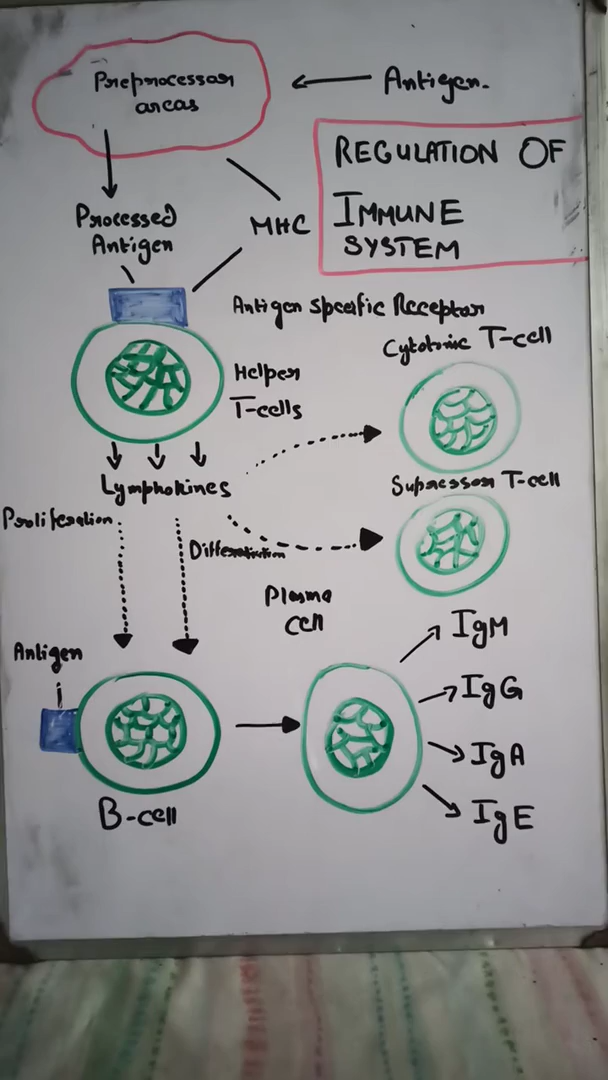 Preprocessor
areas
Antigen.
REGULATION OF
IMMUNE
SYSTEM
Processed
Antigen
MHC
Antigen specific Receptor
Helper
T-cells
Cytotoxic T-cell
Lymphokines
Supressor T-cell
Proliferation
Differentiation
Plasma
cell
Antigen
B-cell
IgM
IgG
IgA
IgE